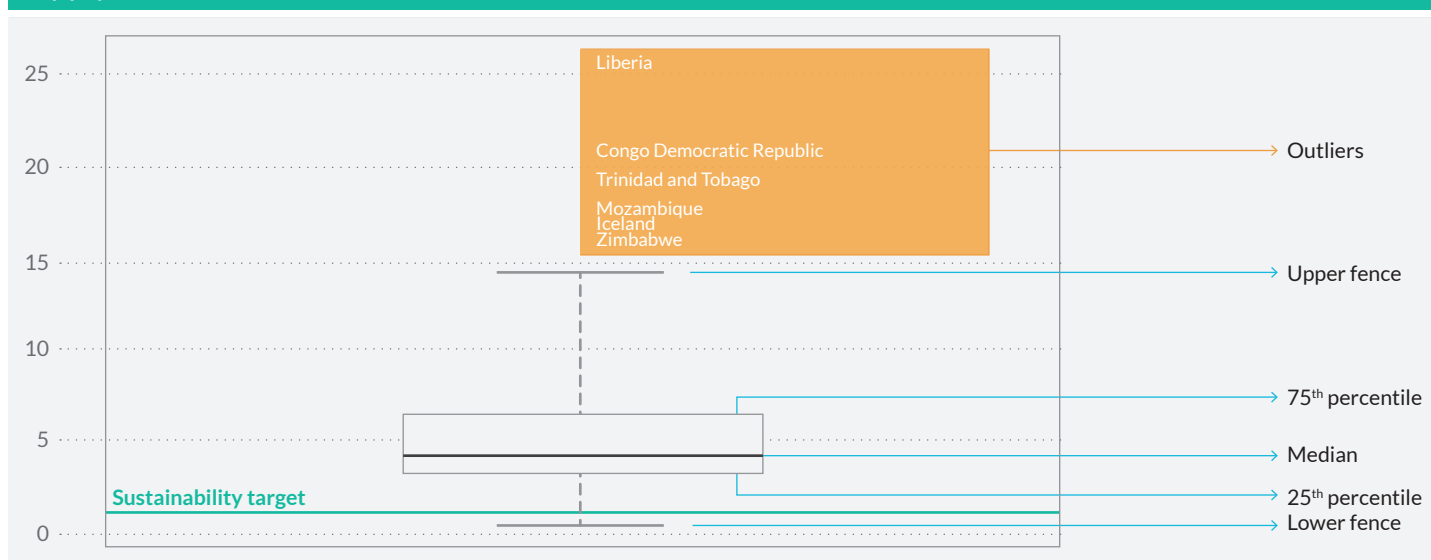 25
20
15
10
5
0
Liberia
Congo Democratic Republic
Trinidad and Tobago
Mozambique
Iceland
Zimbabwe
Sustainability target
Outliers
Upper fence
75th percentile
Median
25th percentile
Lower fence